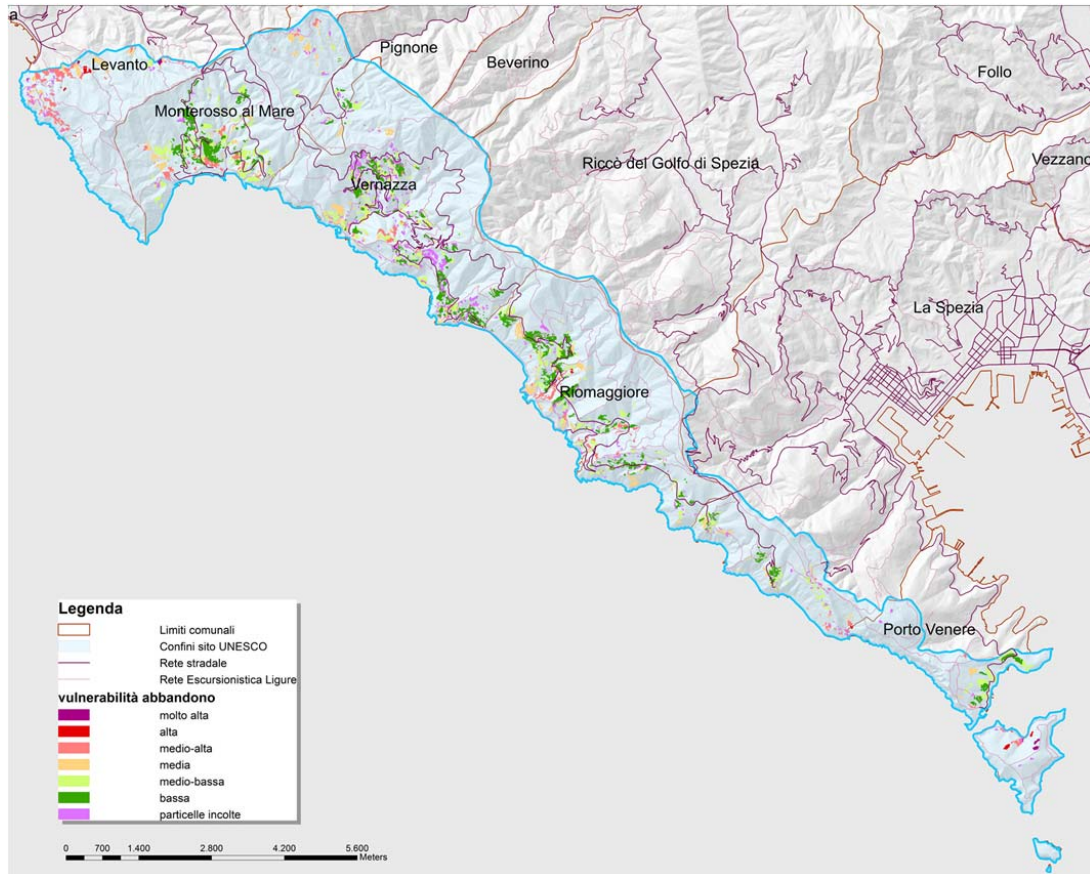 a
Pignone
Levanto
Beverino
Follo
Monterosso al Mare
Vezzano
Riccò del Golfo di Spezia
Vernazza
La Spezia
Riomaggiore
Porto Venere
Legenda
Limiti comunali
Confini sito UNESCO
Rete stradale
Rete Escursionistica Ligure
vulnerabilità abbandono
molto alta
alta
medio-alta
media
medio-bassa
bassa
particelle incolte
0 700 1.400 2.800 4.200 5.600
Meters